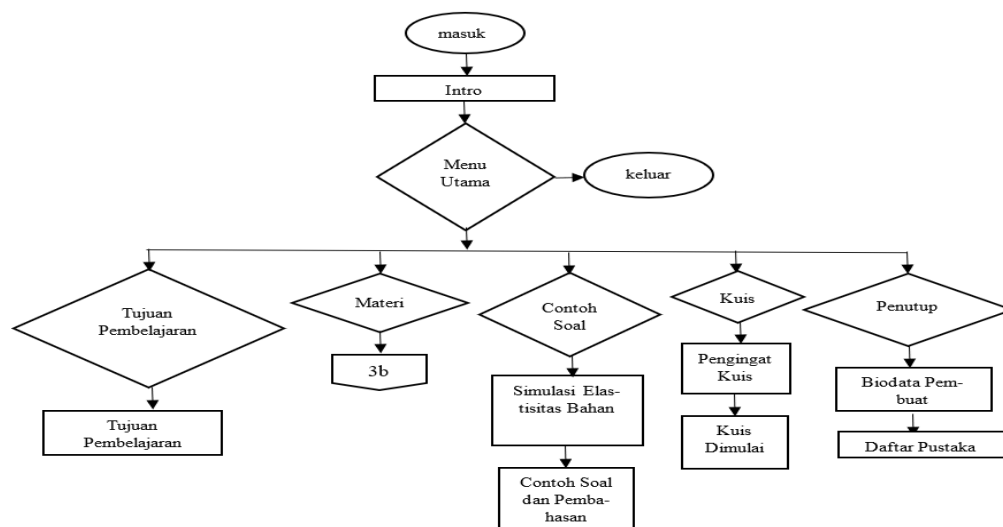 masuk
Intro
Menu
Utama
keluar
Tujuan
Pembelajaran
Materi
Contoh
Soal
Kuis
Penutup
3b
Pengingat
Kuis
Simulasi Elas-
tisitas Bahan
Biodata Pem-
buat
Tujuan
Pembelajaran
Kuis
Dimulai
Daftar Pustaka
Contoh Soal
dan Pemba-
hasan